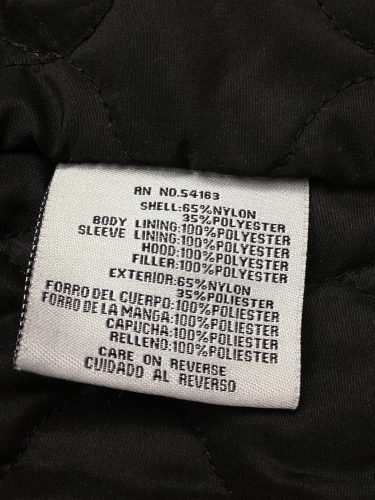 RN NO.54163
SHELL:65%NYLON
35%POLYESTER
BODY LINING:100%POLYESTER
SLEEVE LINING:100%POLYESTER
HOOD:100%POLYESTER
FILLER:100%POLYESTER
EXTERIOR:65%NYLON
35%POLIESTER
FORRO DEL CUERPO:100%POLIESTER
FORRO DE LA MANGA:100%POLIESTER
CAPUCHA:100%POLIESTER
RELLENO:100%POLIESTER
CARE ON REVERSE
CUIDADO AL REVERSO